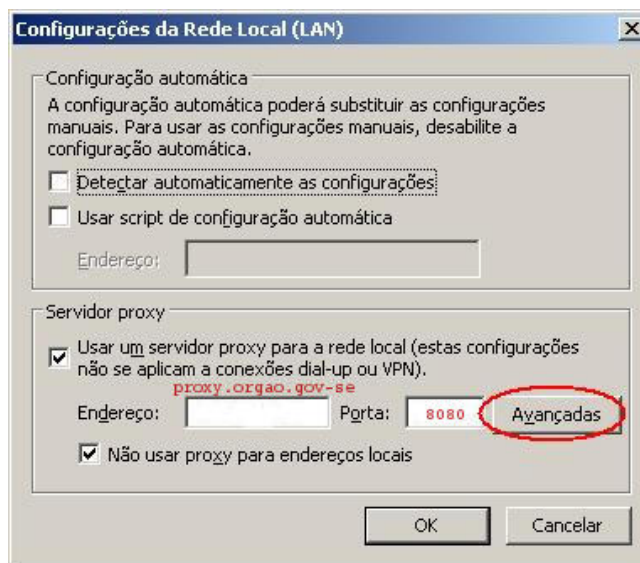 Configurações da Rede Local (LAN)
Configuração automática
A configuração automática poderá substituir as configurações
manuais. Para usar as configurações manuais, desabilite a
configuração automática.
Detectar automaticamente as configurações
Usar script de configuração automática
Endereço:
Servidor proxy
Usar um servidor proxy para a rede local (estas configurações
não se aplicam a conexões dial-up ou VPN).
proxy.orgao.gov-se
Endereço: Porta: 8080 Avançadas
Não usar proxy para endereços locais
OK Cancelar